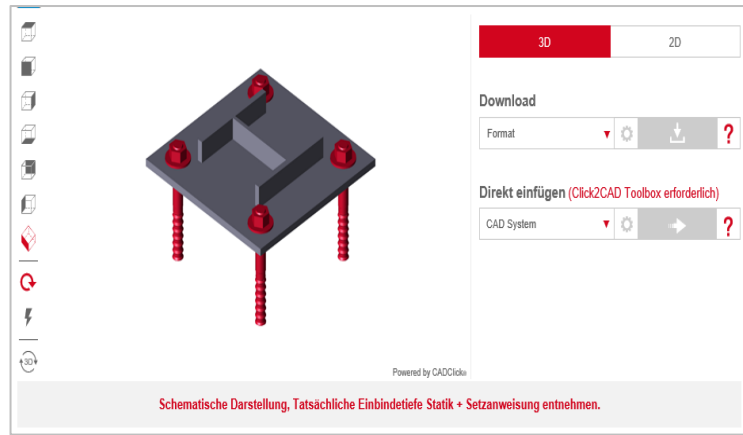 3D
2D
Download
Format
?
Direkt einfügen (Click2CAD Toolbox erforderlich)
CAD System
?
3D
Powered by CADClick®
Schematische Darstellung, Tatsächliche Einbindetiefe Statik + Setzanweisung entnehmen.